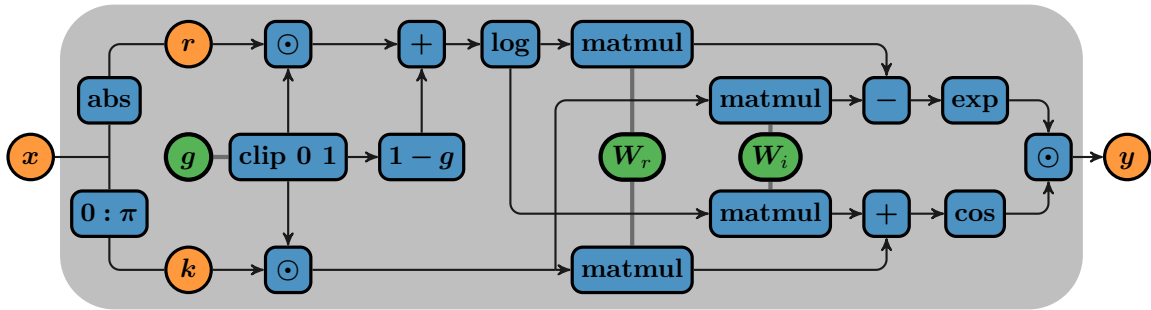 r ⊙ + log matmul
abs matmul − exp
x g clip 0 1 1 − g W_r W_i ⊙ y
0 : π matmul + cos
k ⊙ matmul